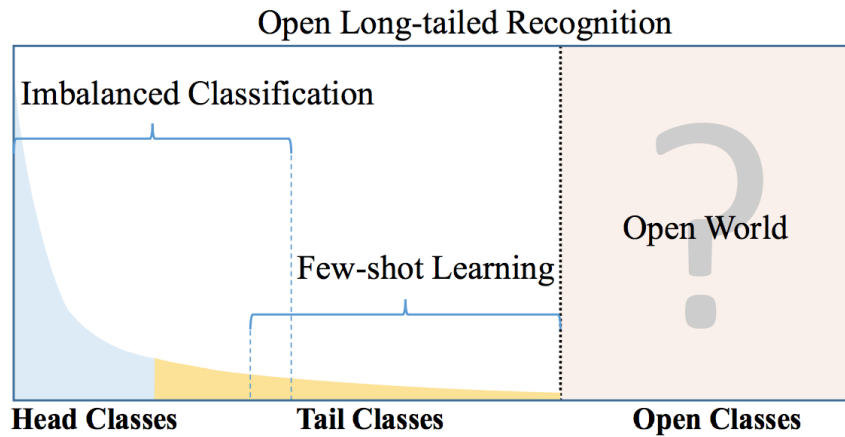 Open Long-tailed Recognition
Imbalanced Classification
?
Open World
Few-shot Learning
Head Classes
Tail Classes
Open Classes